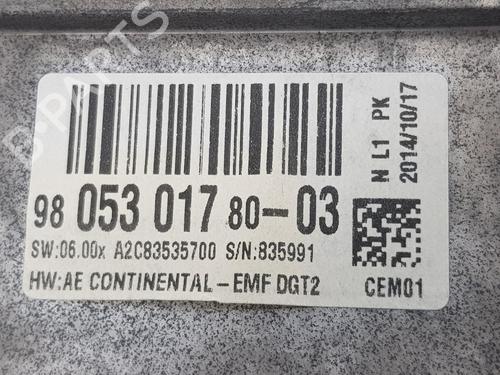 B-PARTS
98 053 017 80-03
SW:06.00x A2C83535700 S/N:835991
HW:AE CONTINENTAL-EMF DGT2
N L1 PK
2014/10/17
CEM01